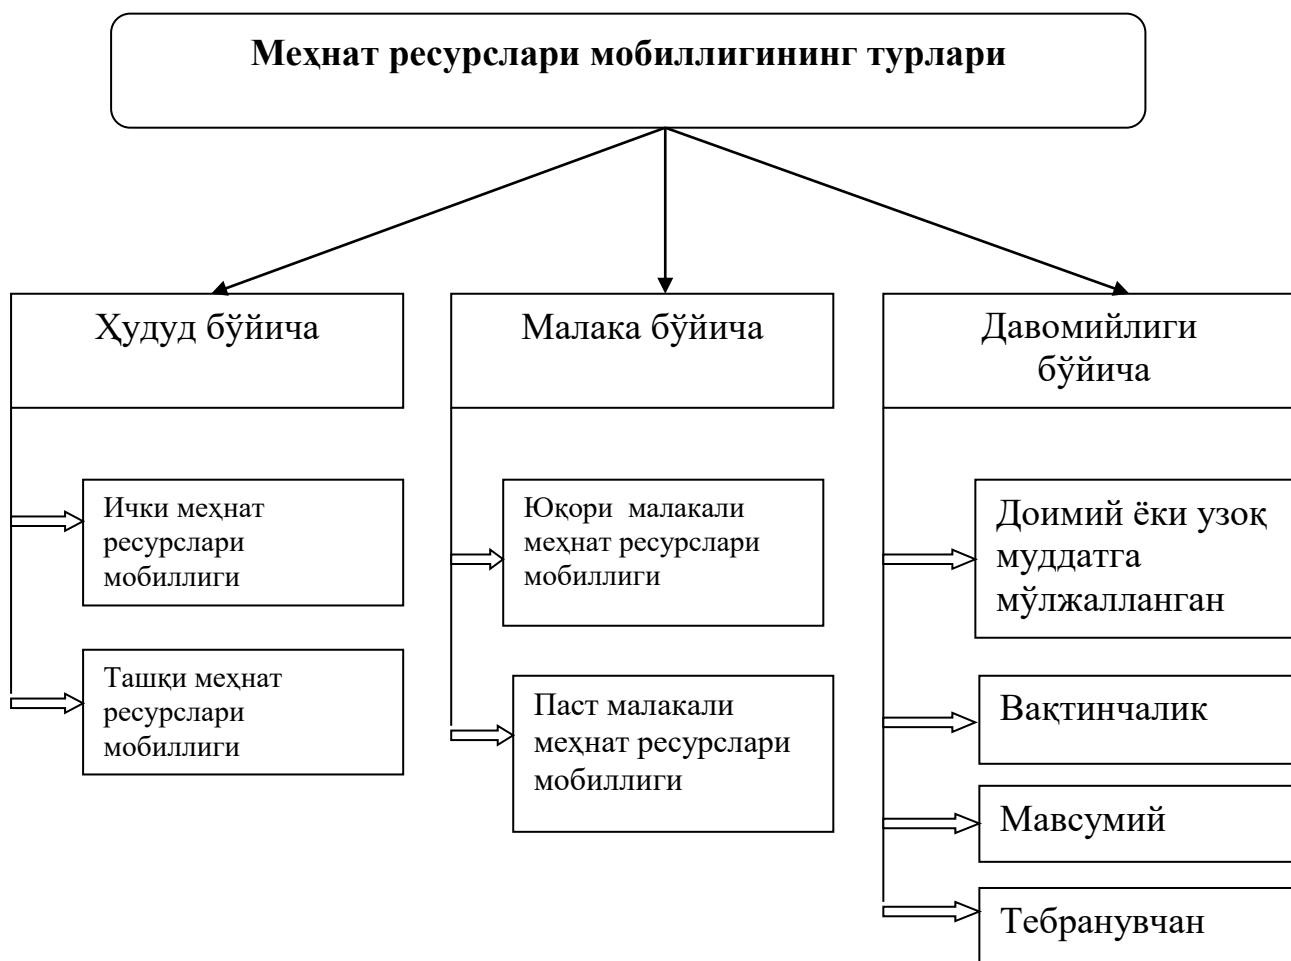 Меҳнат ресурслари мобиллигининг турлари
Ҳудуд бўйича
Ички меҳнат
ресурслари
мобиллиги
Ташқи меҳнат
ресурслари
мобиллиги
Малака бўйича
Юқори малакали
меҳнат ресурслари
мобиллиги
Паст малакали
меҳнат ресурслари
мобиллиги
Давомийлиги
бўйича
Доимий ёки узоқ
муддатга
мўлжалланган
Вақтинчалик
Мавсумий
Тебранувчан